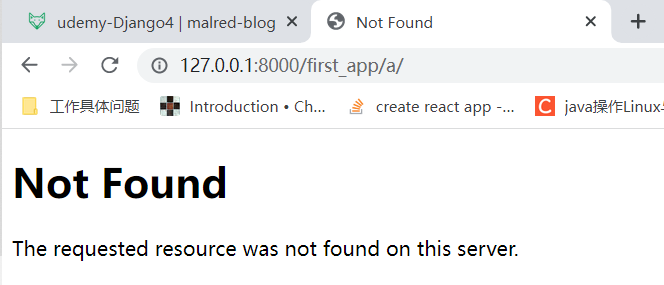 udemy-Django4 | malred-blog
Not Found
127.0.0.1:8000/first_app/a/
工作具体问题
Introduction • Ch...
create react app -...
java操作Linux
Not Found
The requested resource was not found on this server.